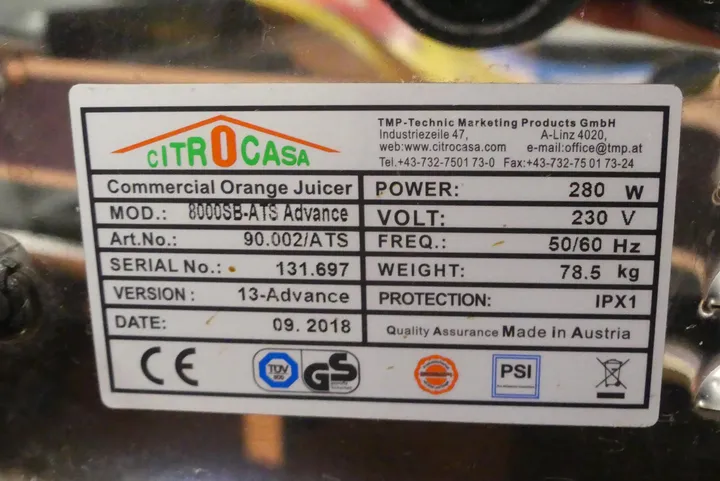 CITROCASA
TMP-Technic Marketing Products GmbH
Industriezeile 47, A-Linz 4020,
web:www.citrocasa.com e-mail:office@tmp.at
Tel.+43-732-7501 73-0 Fax:+43-732-75 01 73-24
Commercial Orange Juicer
MOD.: 8000SB-ATS Advance
Art.No.: 90.002/ATS
SERIAL No.: 131.697
VERSION : 13-Advance
DATE: 09. 2018
POWER: 280 W
VOLT: 230 V
FREQ.: 50/60 Hz
WEIGHT: 78.5 kg
PROTECTION: IPX1
Quality Assurance Made in Austria
CE
TÜV
GS
PSI